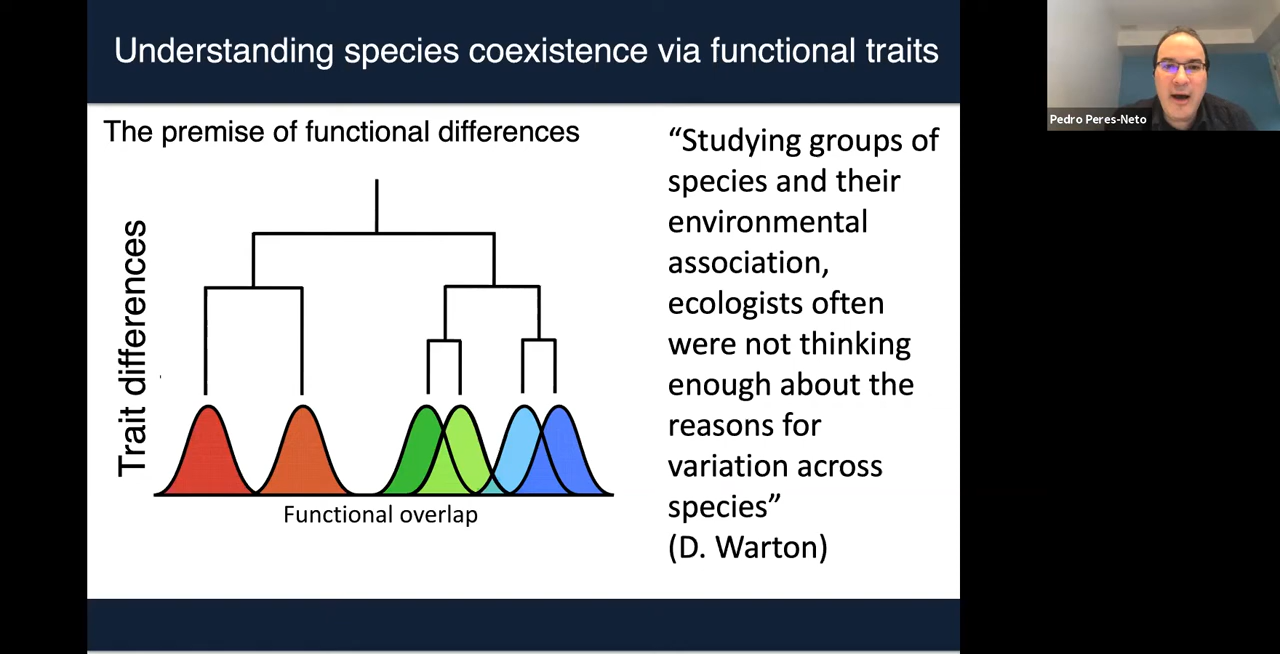 Understanding species coexistence via functional traits
The premise of functional differences
Trait differences
Functional overlap
“Studying groups of
species and their
environmental
association,
ecologists often
were not thinking
enough about the
reasons for
variation across
species”
(D. Warton)
Pedro Peres-Neto